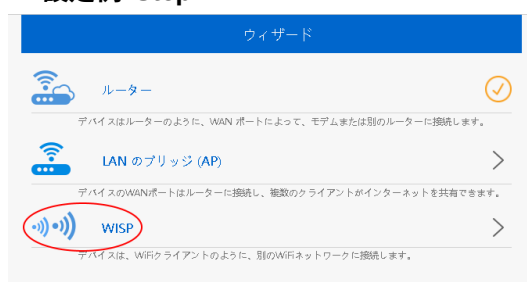 ウィザード
ルーター
デバイスはルーターのように、WAN ポートによって、モデムまたは別のルーターに接続します。
LAN のブリッジ (AP)
デバイスのWANポートはルーターに接続し、複数のクライアントがインターネットを共有できます。
WISP
デバイスは、WiFiクライアントのように、別のWiFiネットワークに接続します。